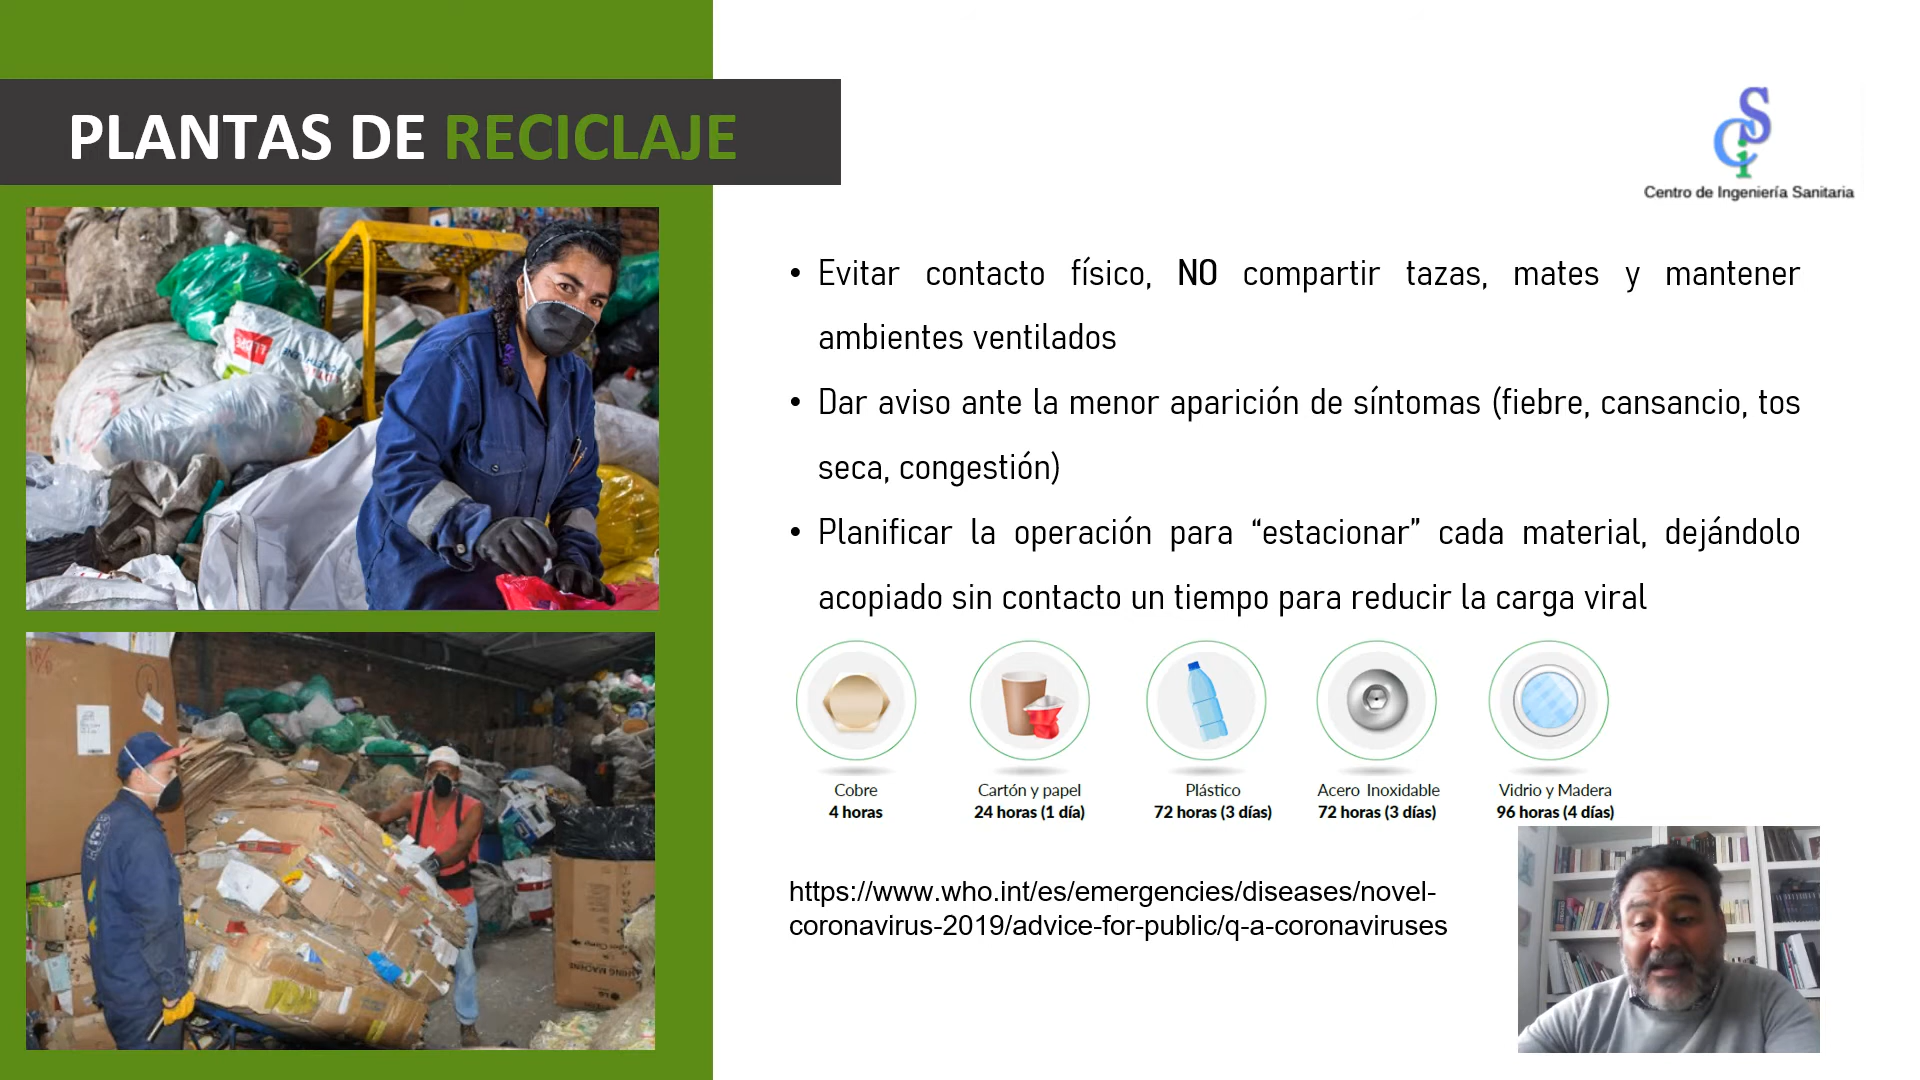 PLANTAS DE RECICLAJE
CSi
Centro de Ingeniería Sanitaria
• Evitar contacto físico, NO compartir tazas, mates y mantener
ambientes ventilados
• Dar aviso ante la menor aparición de síntomas (fiebre, cansancio, tos
seca, congestión)
• Planificar la operación para “estacionar” cada material, dejándolo
acopiado sin contacto un tiempo para reducir la carga viral
Cobre
4 horas
Cartón y papel
24 horas (1 día)
Plástico
72 horas (3 días)
Acero Inoxidable
72 horas (3 días)
Vidrio y Madera
96 horas (4 días)
https://www.who.int/es/emergencies/diseases/novel-
coronavirus-2019/advice-for-public/q-a-coronaviruses